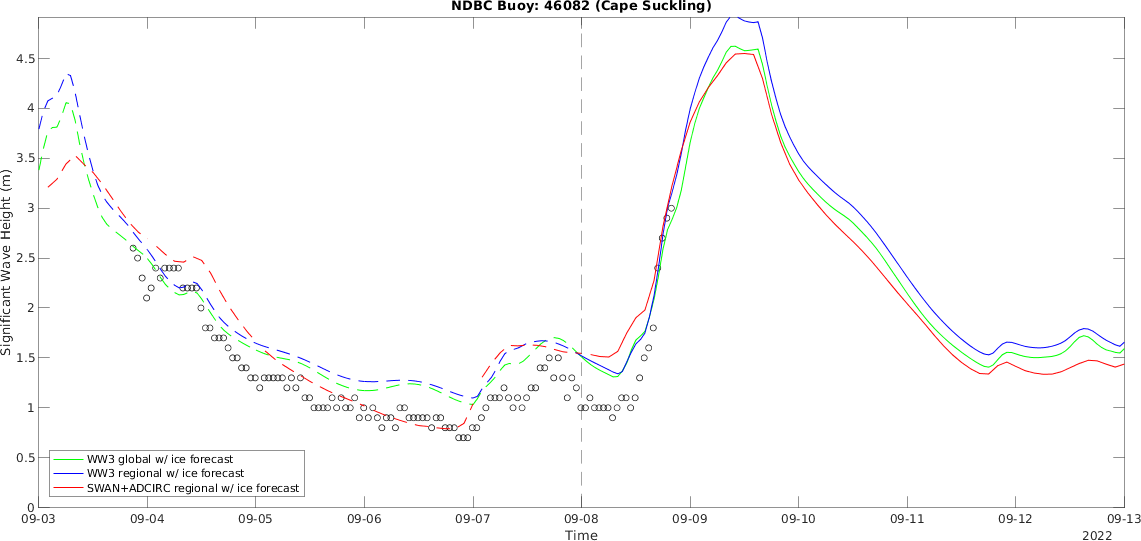 NDBC Buoy: 46082 (Cape Suckling)
Significant Wave Height (m)
4.5
4
3.5
3
2.5
2
1.5
1
0.5
0
WW3 global w/ ice forecast
WW3 regional w/ ice forecast
SWAN+ADCIRC regional w/ ice forecast
09-03 09-04 09-05 09-06 09-07 09-08 09-09 09-10 09-11 09-12 09-13
Time
2022